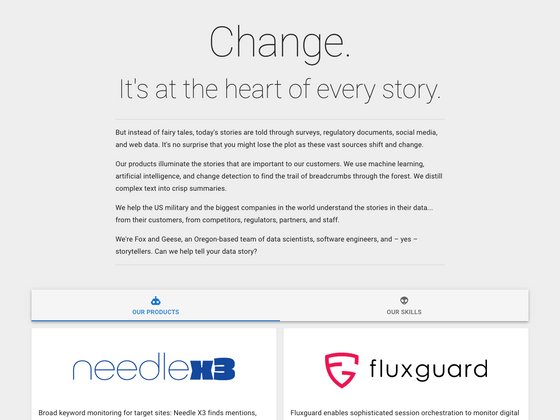 Change.
It's at the heart of every story.
But instead of fairy tales, today's stories are told through surveys, regulatory documents, social media,
and web data. It's no surprise that you might lose the plot as these vast sources shift and change.
Our products illuminate the stories that are important to our customers. We use machine learning,
artificial intelligence, and change detection to find the trail of breadcrumbs through the forest. We distill
complex text into crisp summaries.
We help the US military and the biggest companies in the world understand the stories in their data...
from their customers, from competitors, regulators, partners, and staff.
We're Fox and Geese, an Oregon-based team of data scientists, software engineers, and – yes –
storytellers. Can we help tell your data story?
OUR PRODUCTS
OUR SKILLS
needlex3
fluxguard
Broad keyword monitoring for target sites: Needle X3 finds mentions,
Fluxguard enables sophisticated session orchestration to monitor digital